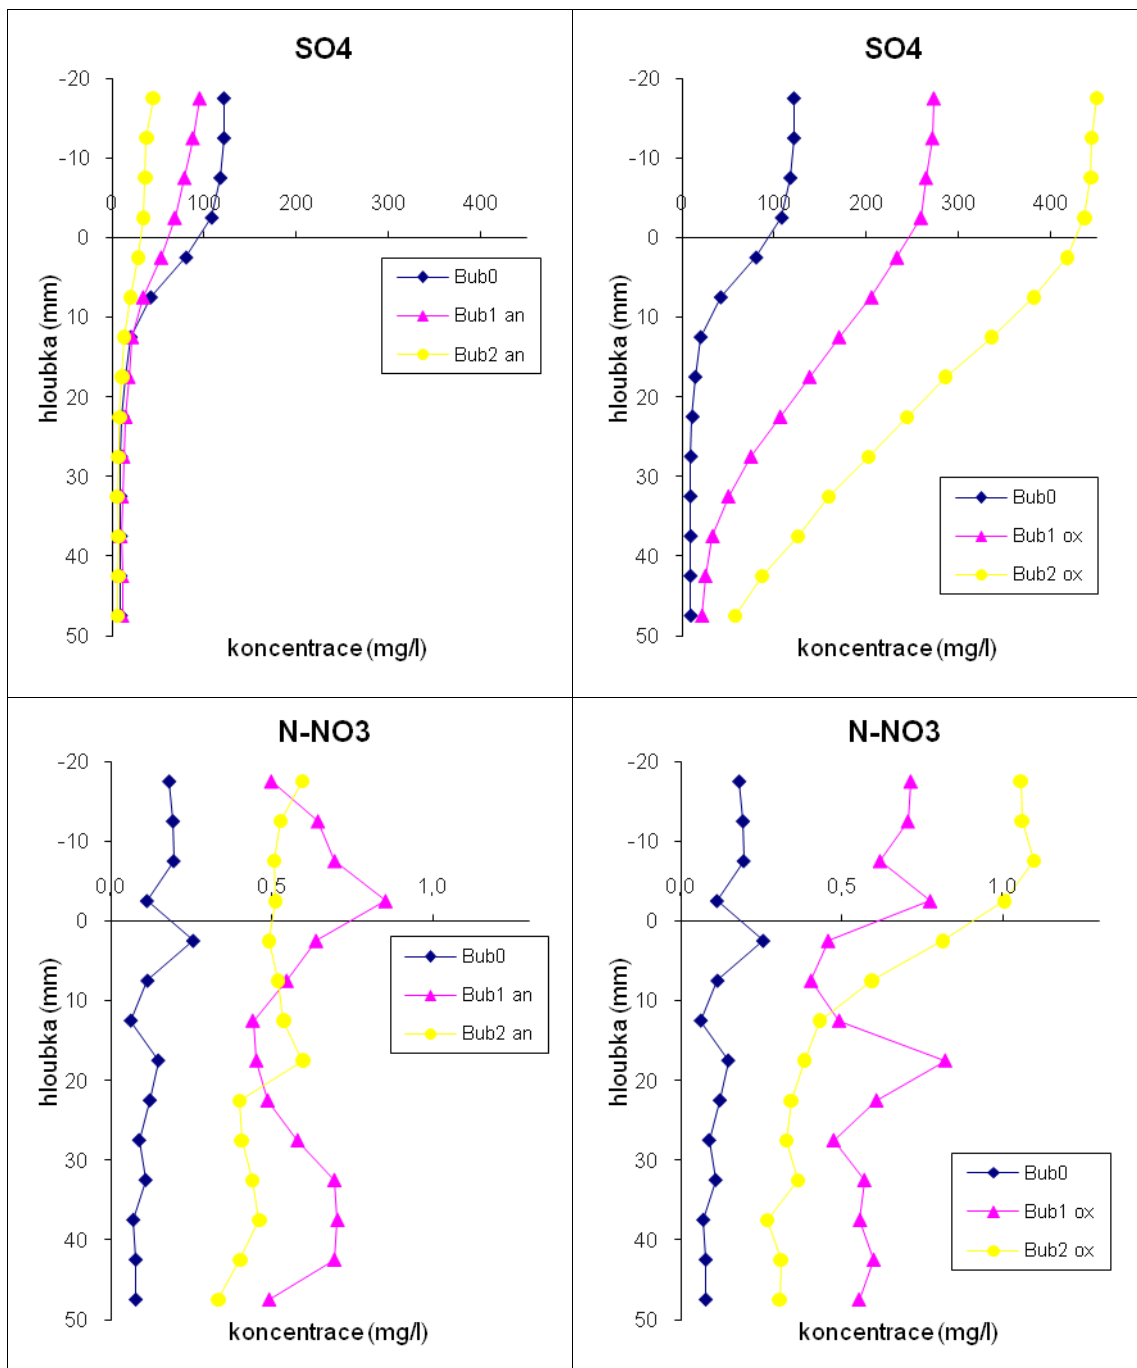 SO4
-20
-10
0
10
20
30
40
50
0 100 200 300 400
hloubka (mm)
Bub0
Bub1 an
Bub2 an
koncentrace (mg/l)
SO4
-20
-10
0
10
20
30
40
50
0 100 200 300 400
hloubka (mm)
Bub0
Bub1 ox
Bub2 ox
koncentrace (mg/l)
N-NO3
-20
-10
0
10
20
30
40
50
0,0 0,5 1,0
hloubka (mm)
Bub0
Bub1 an
Bub2 an
koncentrace (mg/l)
N-NO3
-20
-10
0
10
20
30
40
50
0,0 0,5 1,0
hloubka (mm)
Bub0
Bub1 ox
Bub2 ox
koncentrace (mg/l)